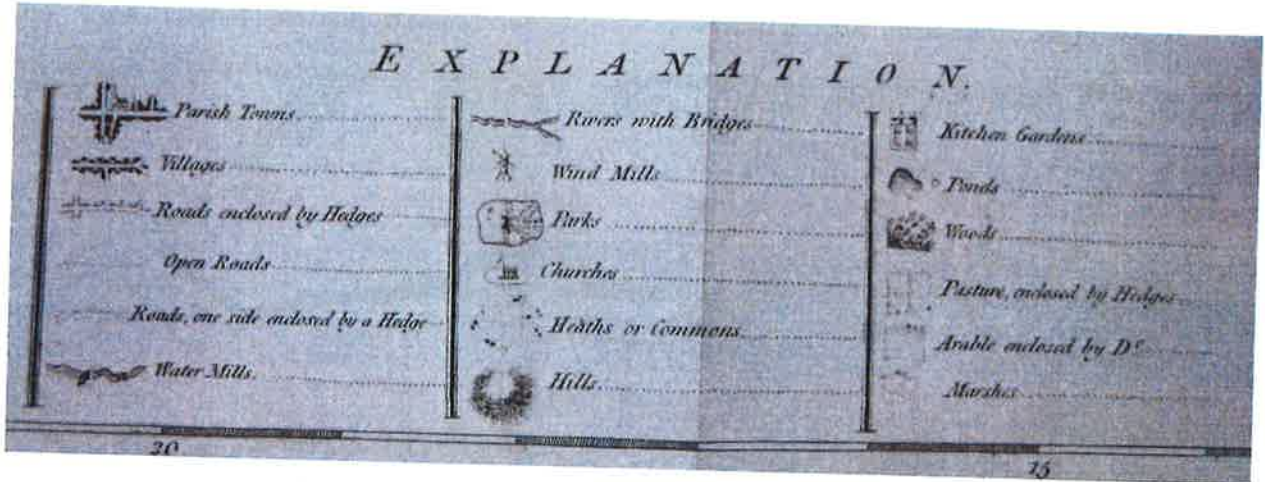 EXPLANATION.
Parish Towns
Villages
Roads enclosed by Hedges
Open Roads
Roads, one side enclosed by a Hedge
Water Mills.
Rivers with Bridges
Wind Mills
Parks
Churches
Heaths or Commons
Hills
Kitchen Gardens
Ponds
Woods
Pasture, enclosed by Hedges
Arable enclosed by Dº
Marshes
20
15